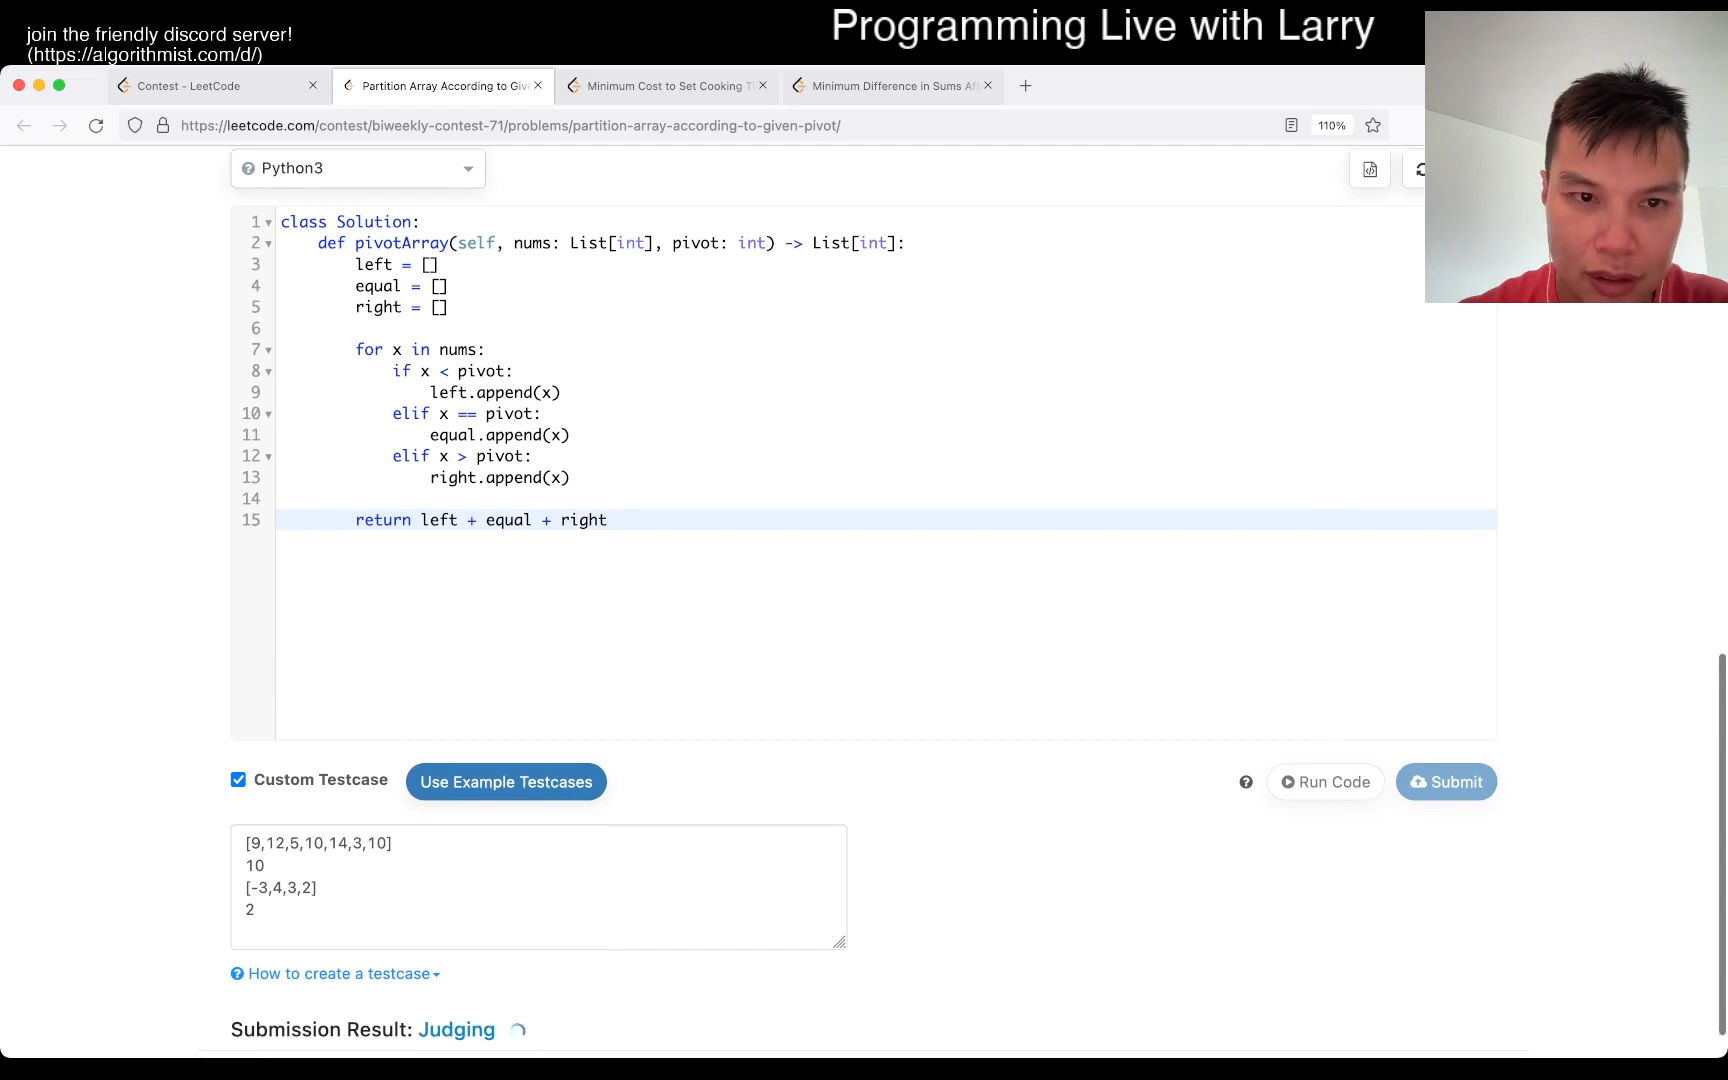 join the friendly discord server!
(https://algorithmist.com/d/)
Programming Live with Larry
Contest - LeetCode
Partition Array According to Give
Minimum Cost to Set Cooking T
Minimum Difference in Sums Aft
https://leetcode.com/contest/biweekly-contest-71/problems/partition-array-according-to-given-pivot/
110%
Python3
1 class Solution:
2 def pivotArray(self, nums: List[int], pivot: int) -> List[int]:
3 left = []
4 equal = []
5 right = []
6
7 for x in nums:
8 if x < pivot:
9 left.append(x)
10 elif x == pivot:
11 equal.append(x)
12 elif x > pivot:
13 right.append(x)
14
15 return left + equal + right
Custom Testcase
Use Example Testcases
Run Code
Submit
[9,12,5,10,14,3,10]
10
[-3,4,3,2]
2
How to create a testcase
Submission Result: Judging